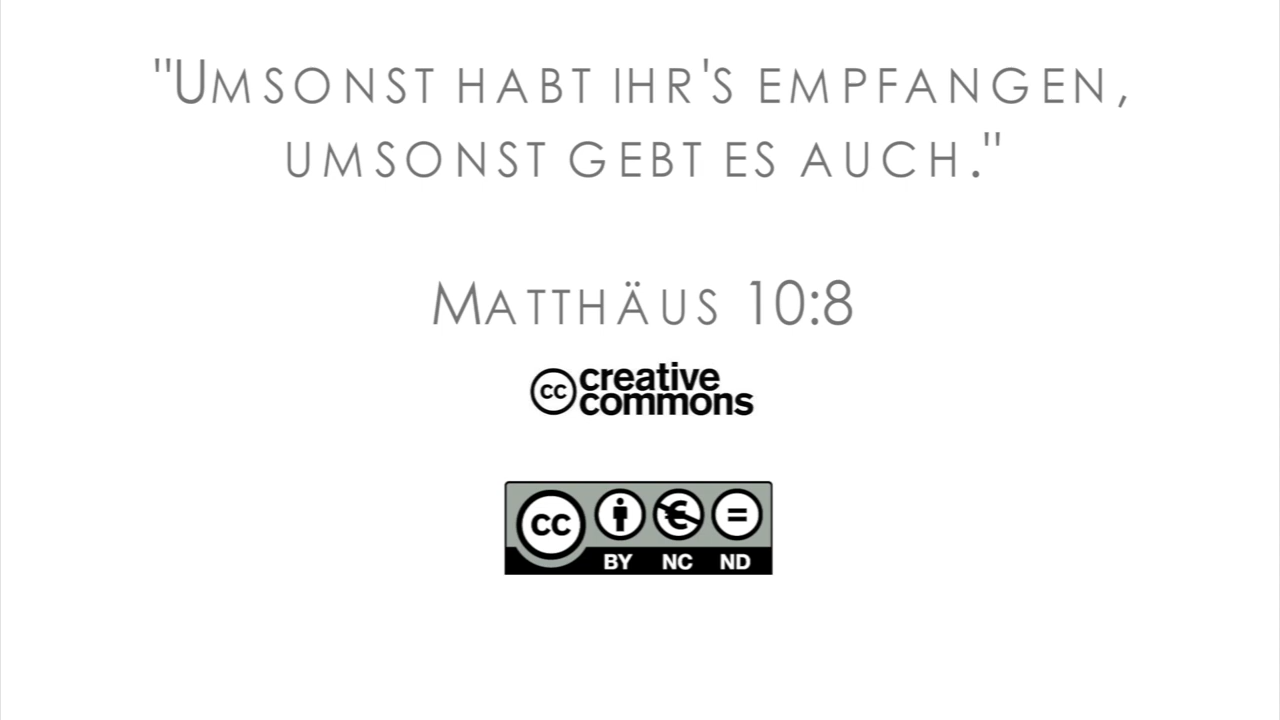 "Umsonst habt ihr's empfangen,
umsonst gebt es auch."
Matthäus 10:8
cc creative
commons
cc BY NC ND